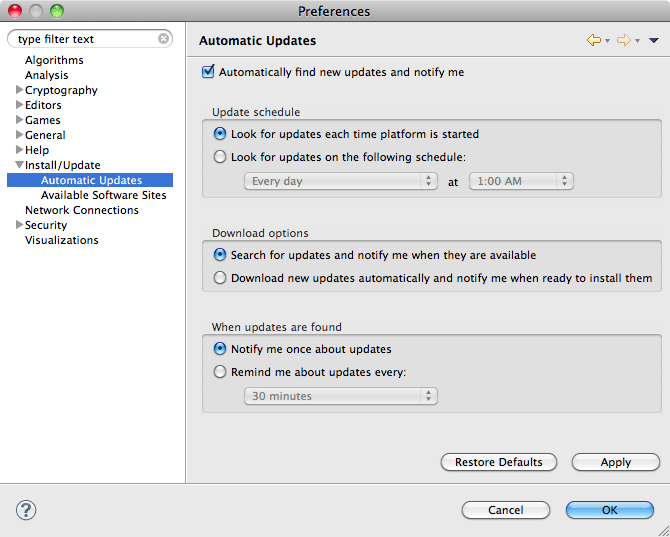 Preferences
type filter text
Algorithms
Analysis
Cryptography
Editors
Games
General
Help
Install/Update
Automatic Updates
Available Software Sites
Network Connections
Security
Visualizations
Automatic Updates
Automatically find new updates and notify me
Update schedule
Look for updates each time platform is started
Look for updates on the following schedule:
Every day at 1:00 AM
Download options
Search for updates and notify me when they are available
Download new updates automatically and notify me when ready to install them
When updates are found
Notify me once about updates
Remind me about updates every:
30 minutes
Restore Defaults Apply
? Cancel OK